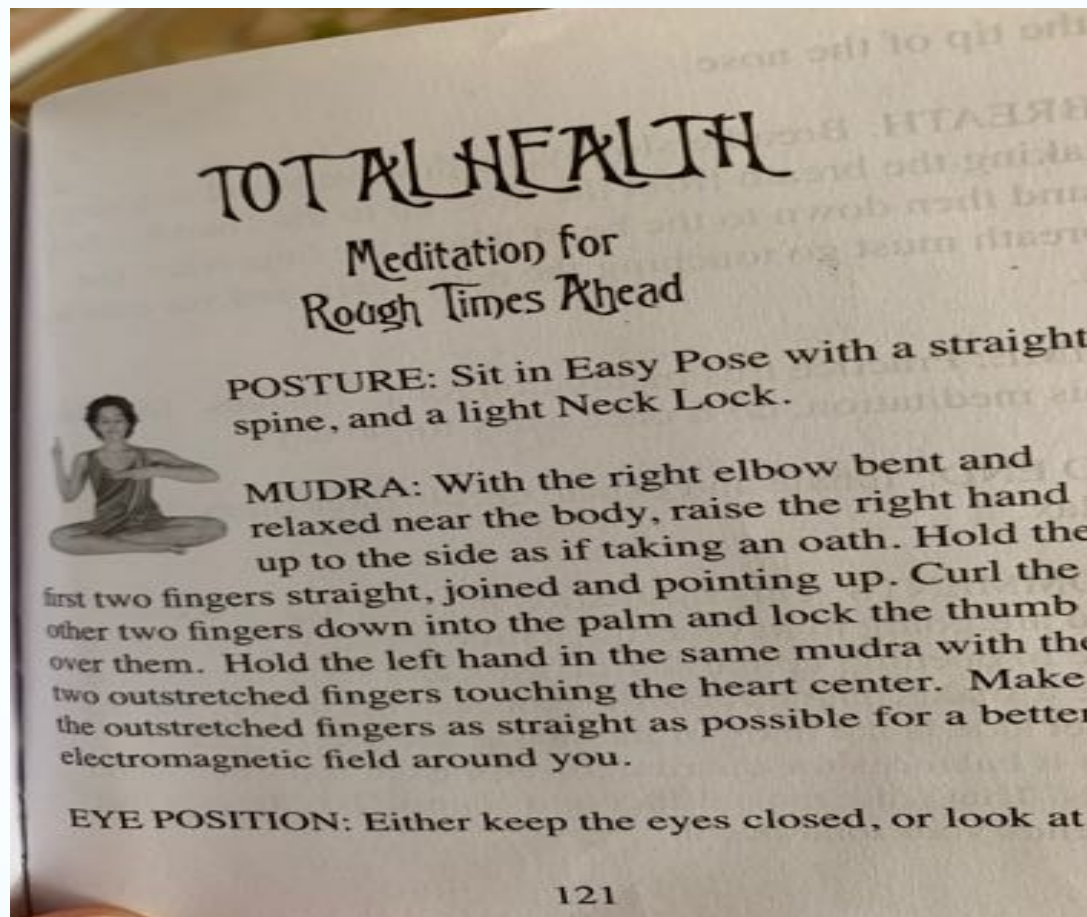 TOTALHEALTH
Meditation for
Rough Times Ahead
POSTURE: Sit in Easy Pose with a straight
spine, and a light Neck Lock.
MUDRA: With the right elbow bent and
relaxed near the body, raise the right hand
up to the side as if taking an oath. Hold the
first two fingers straight, joined and pointing up. Curl the
other two fingers down into the palm and lock the thumb
over them. Hold the left hand in the same mudra with the
two outstretched fingers touching the heart center. Make
the outstretched fingers as straight as possible for a better
electromagnetic field around you.
EYE POSITION: Either keep the eyes closed, or look at
121